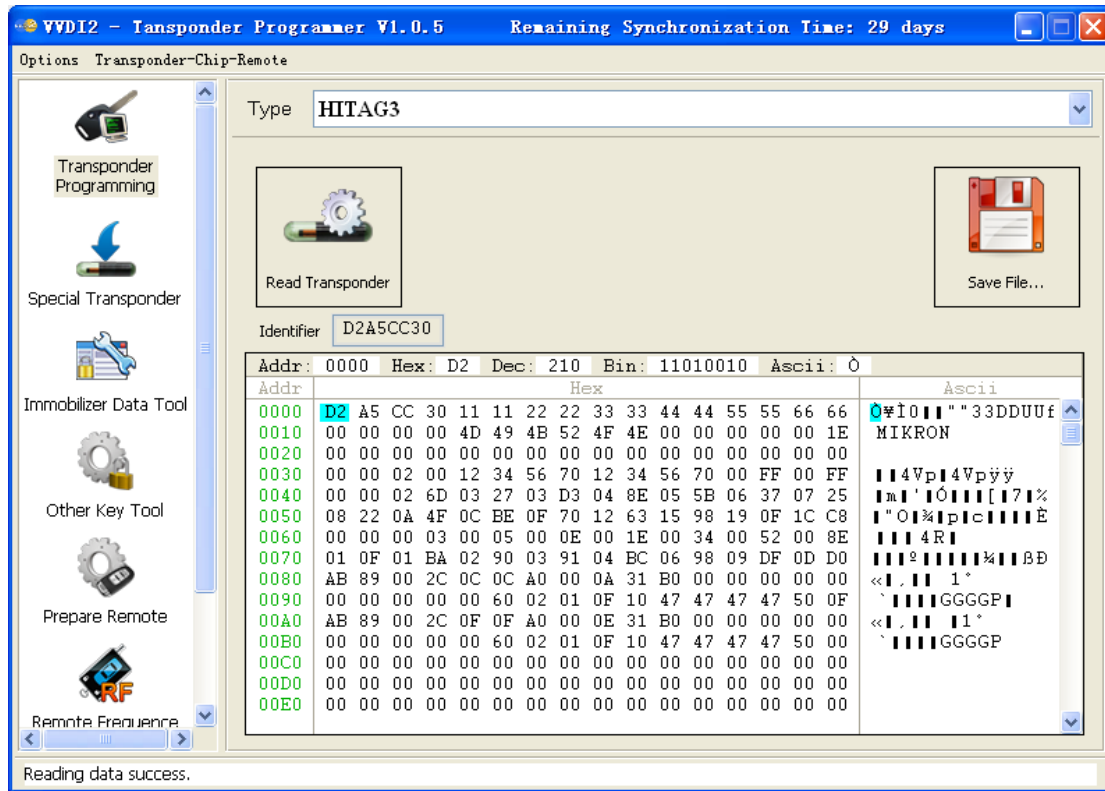 VVDI2 - Tansponder Programmer V1.0.5 Remaining Synchronization Time: 29 days
Options Transponder-Chip-Remote
Type HITAG3
Transponder
Programming
Special Transponder
Immobilizer Data Tool
Other Key Tool
Prepare Remote
RF
Remote Frequence
Read Transponder
Save File...
Identifier D2A5CC30
Addr: 0000 Hex: D2 Dec: 210 Bin: 11010010 Ascii: Ò
Addr Hex Ascii
0000 D2 A5 CC 30 11 11 22 22 33 33 44 44 55 55 66 66 Ò¥Ì0▮▮""33DDUUf
0010 00 00 00 00 4D 49 4B 52 4F 4E 00 00 00 00 00 1E MIKRON
0020 00 00 00 00 00 00 00 00 00 00 00 00 00 00 00 00
0030 00 00 02 00 12 34 56 70 12 34 56 70 00 FF 00 FF ▮▮4Vp▮4Vpÿÿ
0040 00 00 02 6D 03 27 03 D3 04 8E 05 5B 06 37 07 25 ▮m▮'▮Ó▮▮▮[▮7▮%
0050 08 22 0A 4F 0C BE 0F 70 12 63 15 98 19 0F 1C C8 ▮"O▮¾▮p▮c▮▮▮▮È
0060 00 00 00 03 00 05 00 0E 00 1E 00 34 00 52 00 8E ▮▮▮4R▮
0070 01 0F 01 BA 02 90 03 91 04 BC 06 98 09 DF 0D D0 ▮▮▮º▮▮▮▮▮¼▮▮ßÐ
0080 AB 89 00 2C 0C 0C A0 00 0A 31 B0 00 00 00 00 00 «▮,▮▮ 1°
0090 00 00 00 00 00 60 02 01 0F 10 47 47 47 47 50 0F `▮▮▮▮GGGGP▮
00A0 AB 89 00 2C 0F 0F A0 00 0E 31 B0 00 00 00 00 00 «▮,▮▮ ▮1°
00B0 00 00 00 00 00 60 02 01 0F 10 47 47 47 47 50 00 `▮▮▮▮GGGGP
00C0 00 00 00 00 00 00 00 00 00 00 00 00 00 00 00 00
00D0 00 00 00 00 00 00 00 00 00 00 00 00 00 00 00 00
00E0 00 00 00 00 00 00 00 00 00 00 00 00 00 00 00 00
Reading data success.